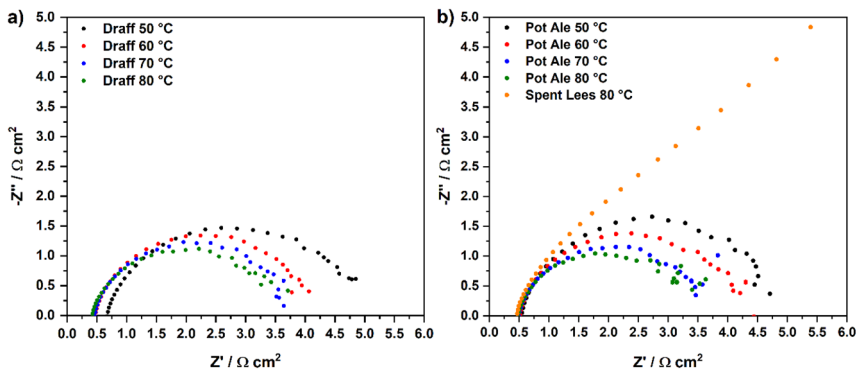 a)
Draff 50 °C
Draff 60 °C
Draff 70 °C
Draff 80 °C
5.0
4.5
4.0
3.5
3.0
2.5
2.0
1.5
1.0
0.5
0.0
-Z'' / Ω cm²
0.0 0.5 1.0 1.5 2.0 2.5 3.0 3.5 4.0 4.5 5.0 5.5 6.0
Z' / Ω cm²
b)
Pot Ale 50 °C
Pot Ale 60 °C
Pot Ale 70 °C
Pot Ale 80 °C
Spent Lees 80 °C
5.0
4.5
4.0
3.5
3.0
2.5
2.0
1.5
1.0
0.5
0.0
-Z'' / Ω cm²
0.0 0.5 1.0 1.5 2.0 2.5 3.0 3.5 4.0 4.5 5.0 5.5 6.0
Z' / Ω cm²